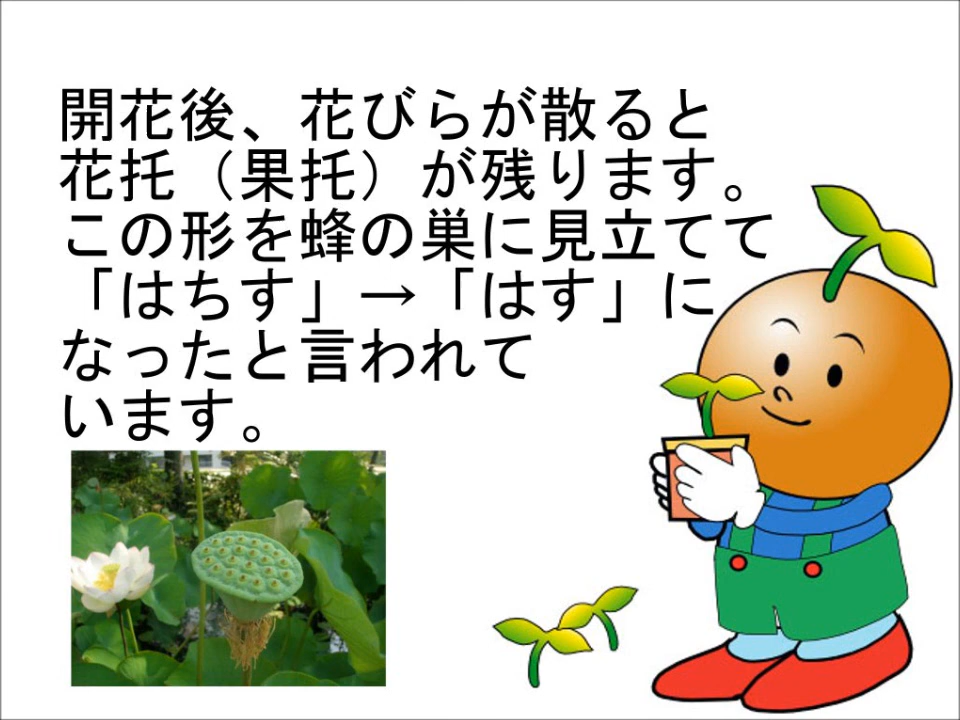 開花後、花びらが散ると
花托（果托）が残ります。
この形を蜂の巣に見立てて
「はちす」→「はす」に
なったと言われて
います。